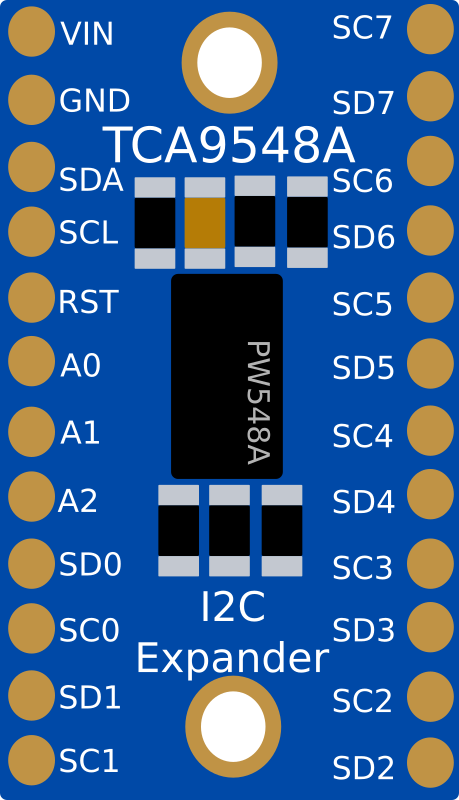 VIN
SC7
GND
SD7
TCA9548A
SDA
SC6
SCL
SD6
RST
SC5
A0
SD5
PW548A
A1
SC4
A2
SD4
SD0
SC3
I2C
SC0
SD3
Expander
SD1
SC2
SC1
SD2